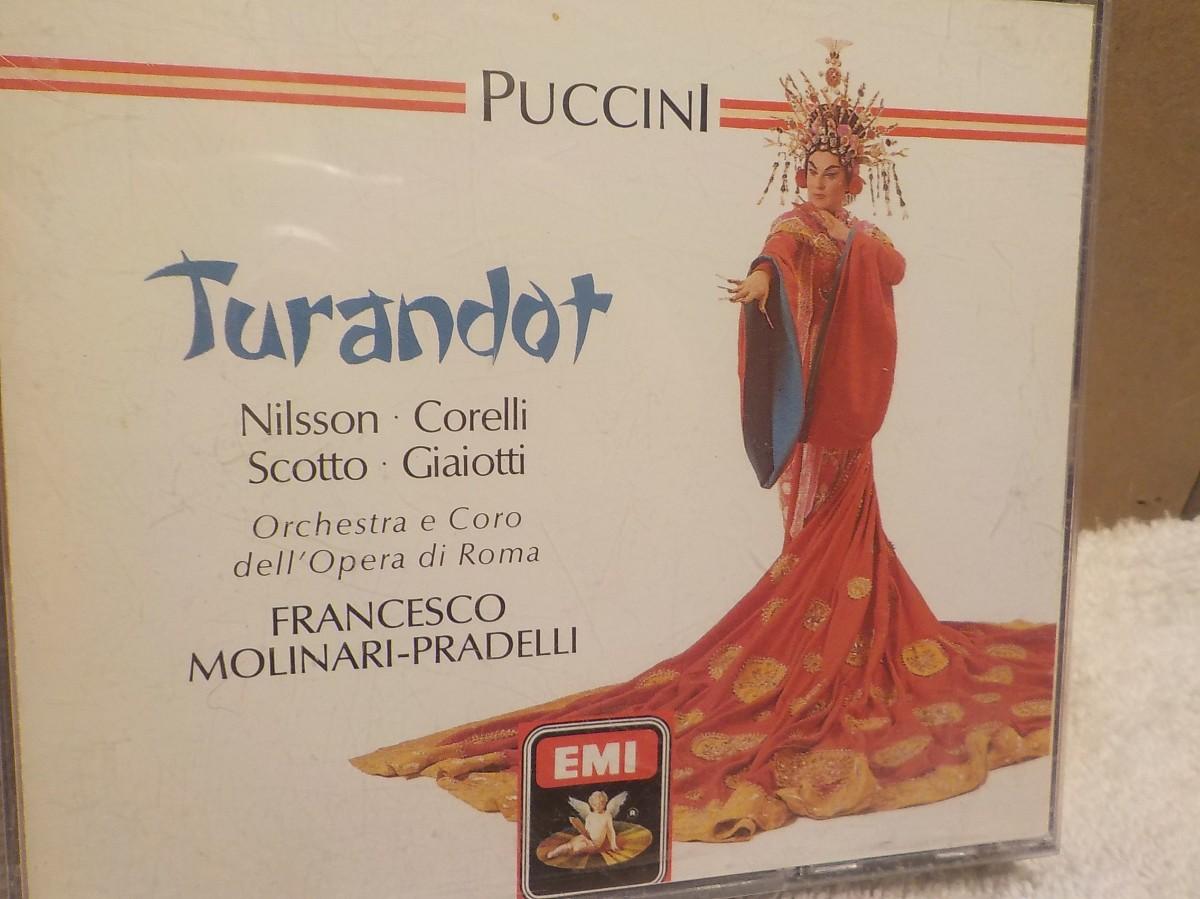 PUCCINI
Turandot
Nilsson · Corelli
Scotto · Giaiotti
Orchestra e Coro
dell'Opera di Roma
FRANCESCO
MOLINARI-PRADELLI
EMI
®